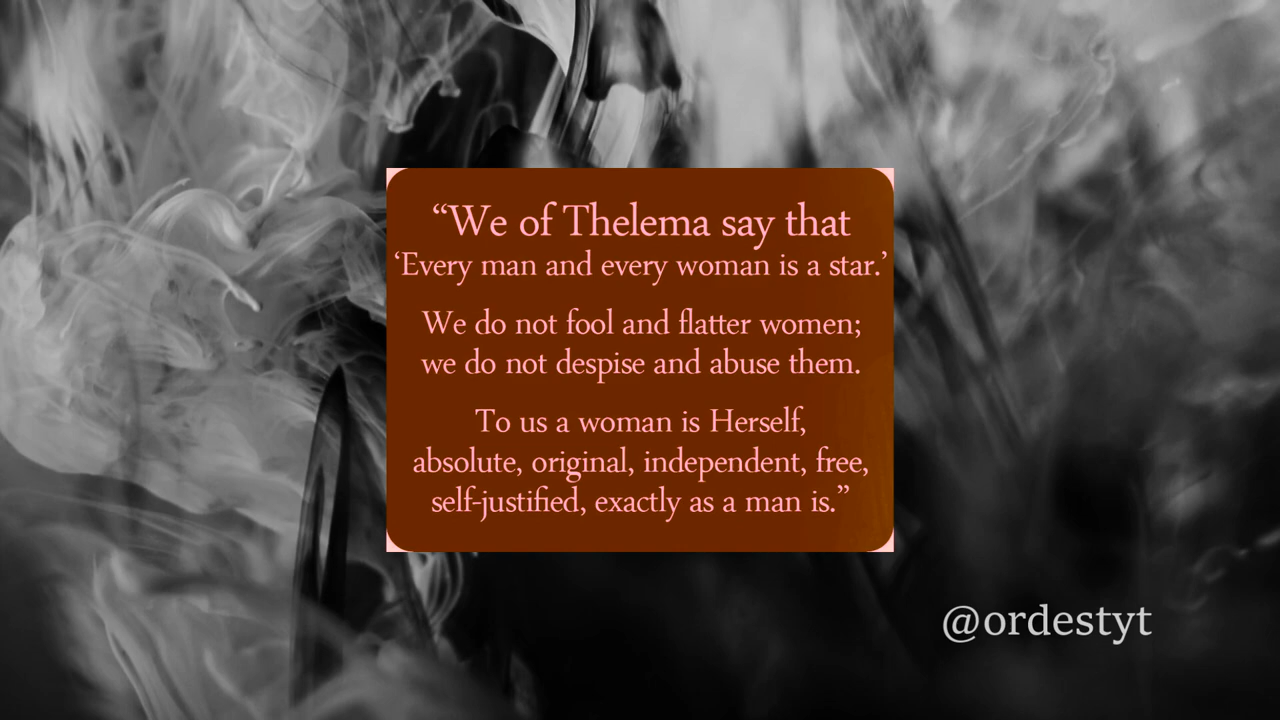 “We of Thelema say that
‘Every man and every woman is a star.’
We do not fool and flatter women;
we do not despise and abuse them.
To us a woman is Herself,
absolute, original, independent, free,
self-justified, exactly as a man is.”
@ordestyt